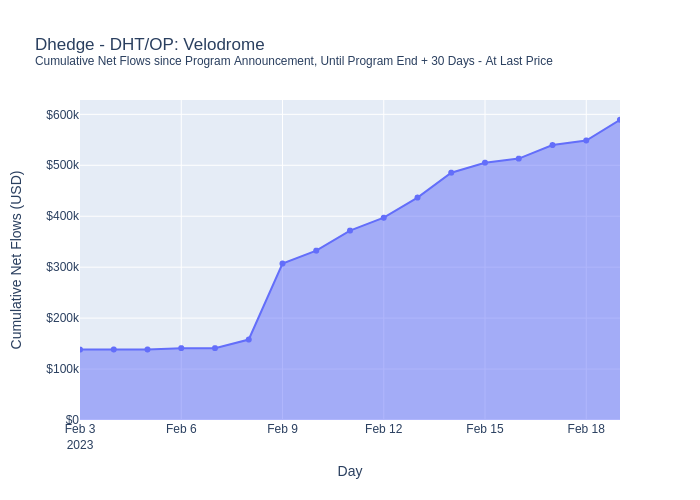 Dhedge - DHT/OP: Velodrome
Cumulative Net Flows since Program Announcement, Until Program End + 30 Days - At Last Price
Cumulative Net Flows (USD)
$600k
$500k
$400k
$300k
$200k
$100k
$0
Feb 3
2023
Feb 6
Feb 9
Feb 12
Feb 15
Feb 18
Day